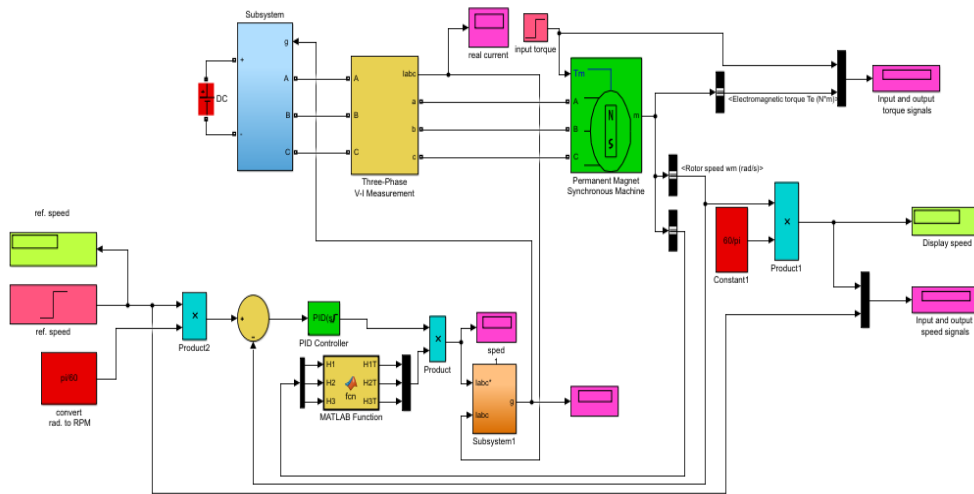 Subsystem
g
+
DC
A
B
C
-
A
B
C
Iabc
a
b
c
Three-Phase
V-I Measurement
real current
input torque
Tm
A
B
C
N
S
m
Permanent Magnet
Synchronous Machine
<Electromagnetic torque Te (N*m)>
Input and output
torque signals
<Rotor speed wm (rad/s)>
60/pi
Constant1
×
Product1
Display speed
Input and output
speed signals
ref. speed
ref. speed
pi/60
convert
rad. to RPM
×
Product2
+
PID Controller
H1
H2
H3
fcn
H1T
H2T
H3T
MATLAB Function
×
Product
sped
1
Iabc*
Iabc
g
Subsystem1